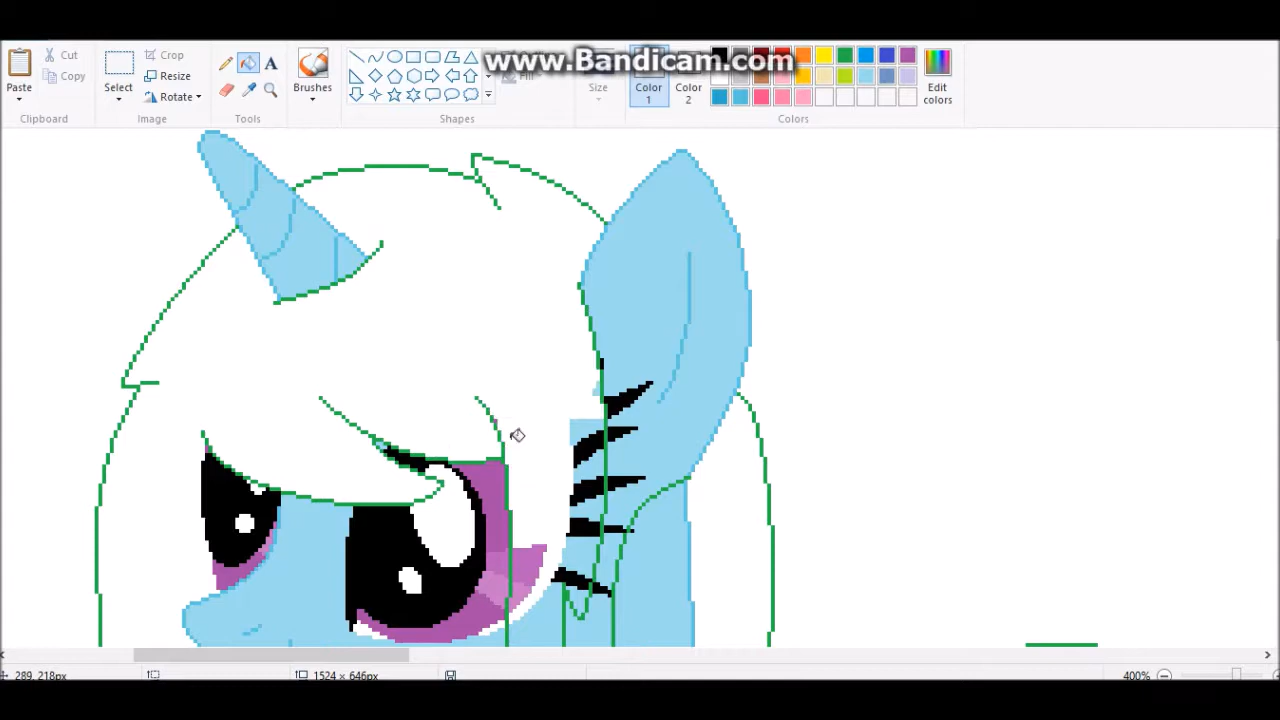 www.Bandicam.com
Paste
Cut
Copy
Clipboard
Select
Crop
Resize
Rotate
Image
A
Tools
Brushes
Fill
Shapes
Size
Color 1
Color 2
Edit colors
Colors
289, 218px
1524 × 646px
400%